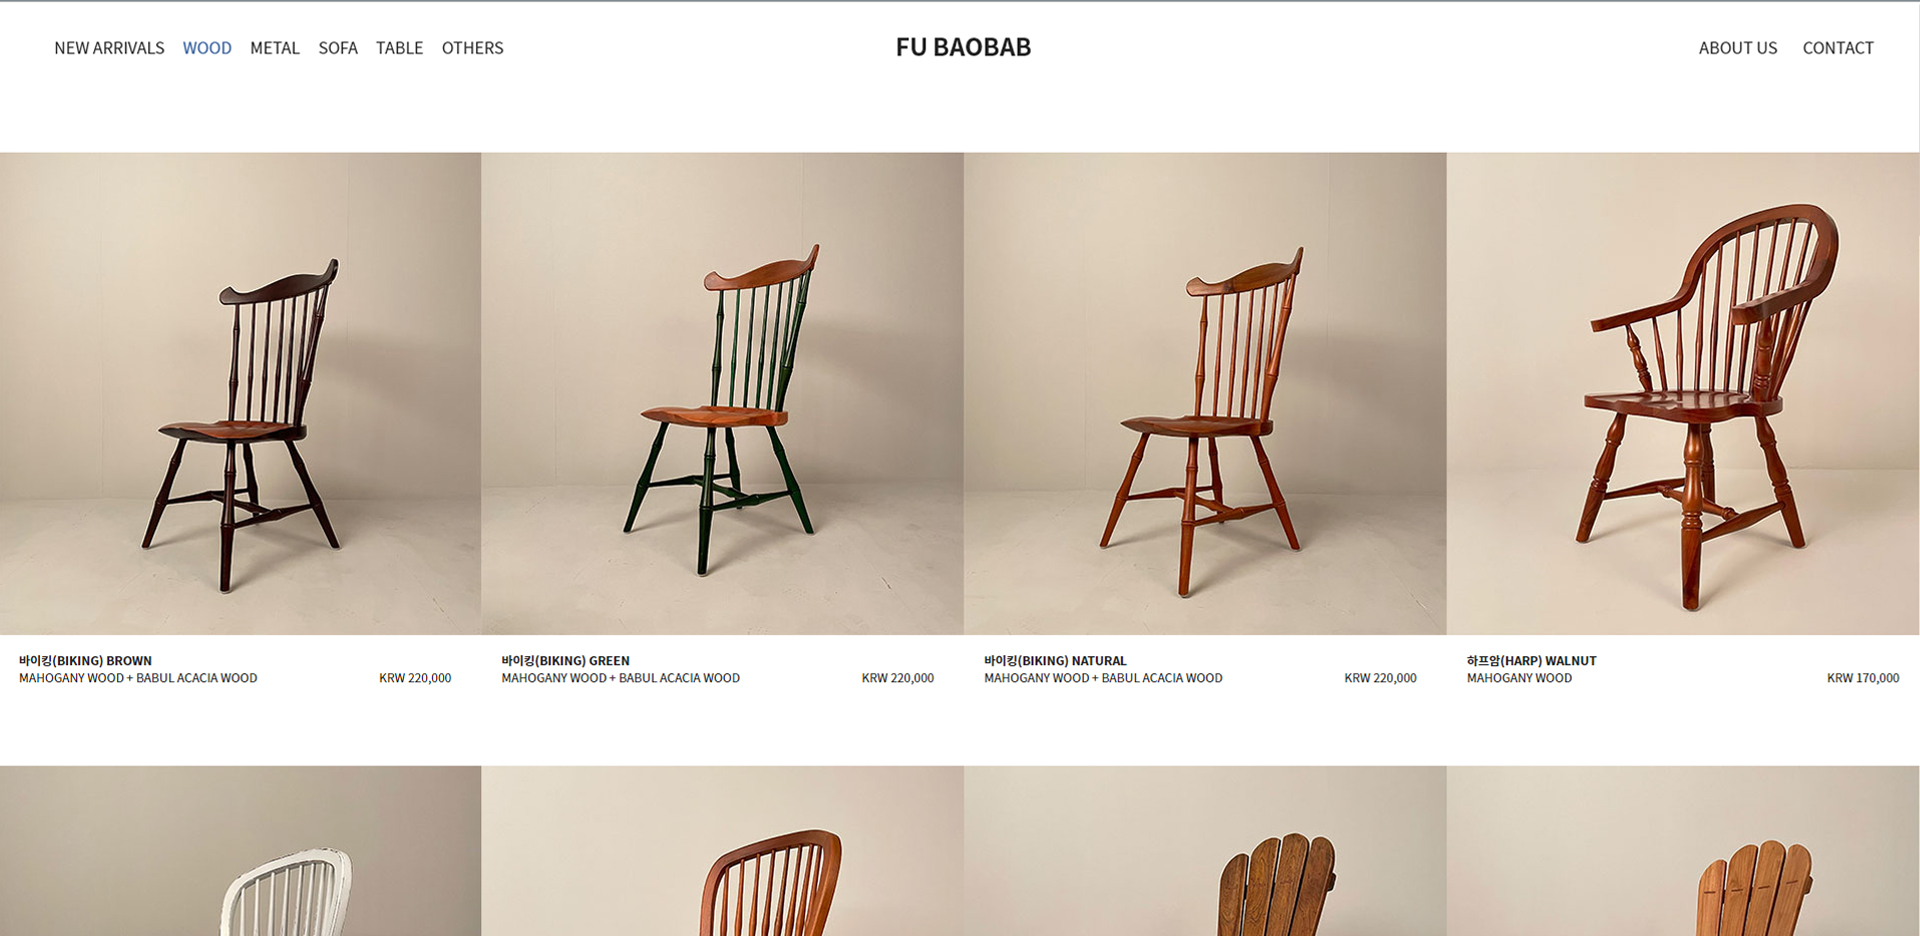 NEW ARRIVALS WOOD METAL SOFA TABLE OTHERS
FU BAOBAB
ABOUT US CONTACT
바이킹(BIKING) BROWN
MAHOGANY WOOD + BABUL ACACIA WOOD KRW 220,000
바이킹(BIKING) GREEN
MAHOGANY WOOD + BABUL ACACIA WOOD KRW 220,000
바이킹(BIKING) NATURAL
MAHOGANY WOOD + BABUL ACACIA WOOD KRW 220,000
하프암(HARP) WALNUT
MAHOGANY WOOD KRW 170,000